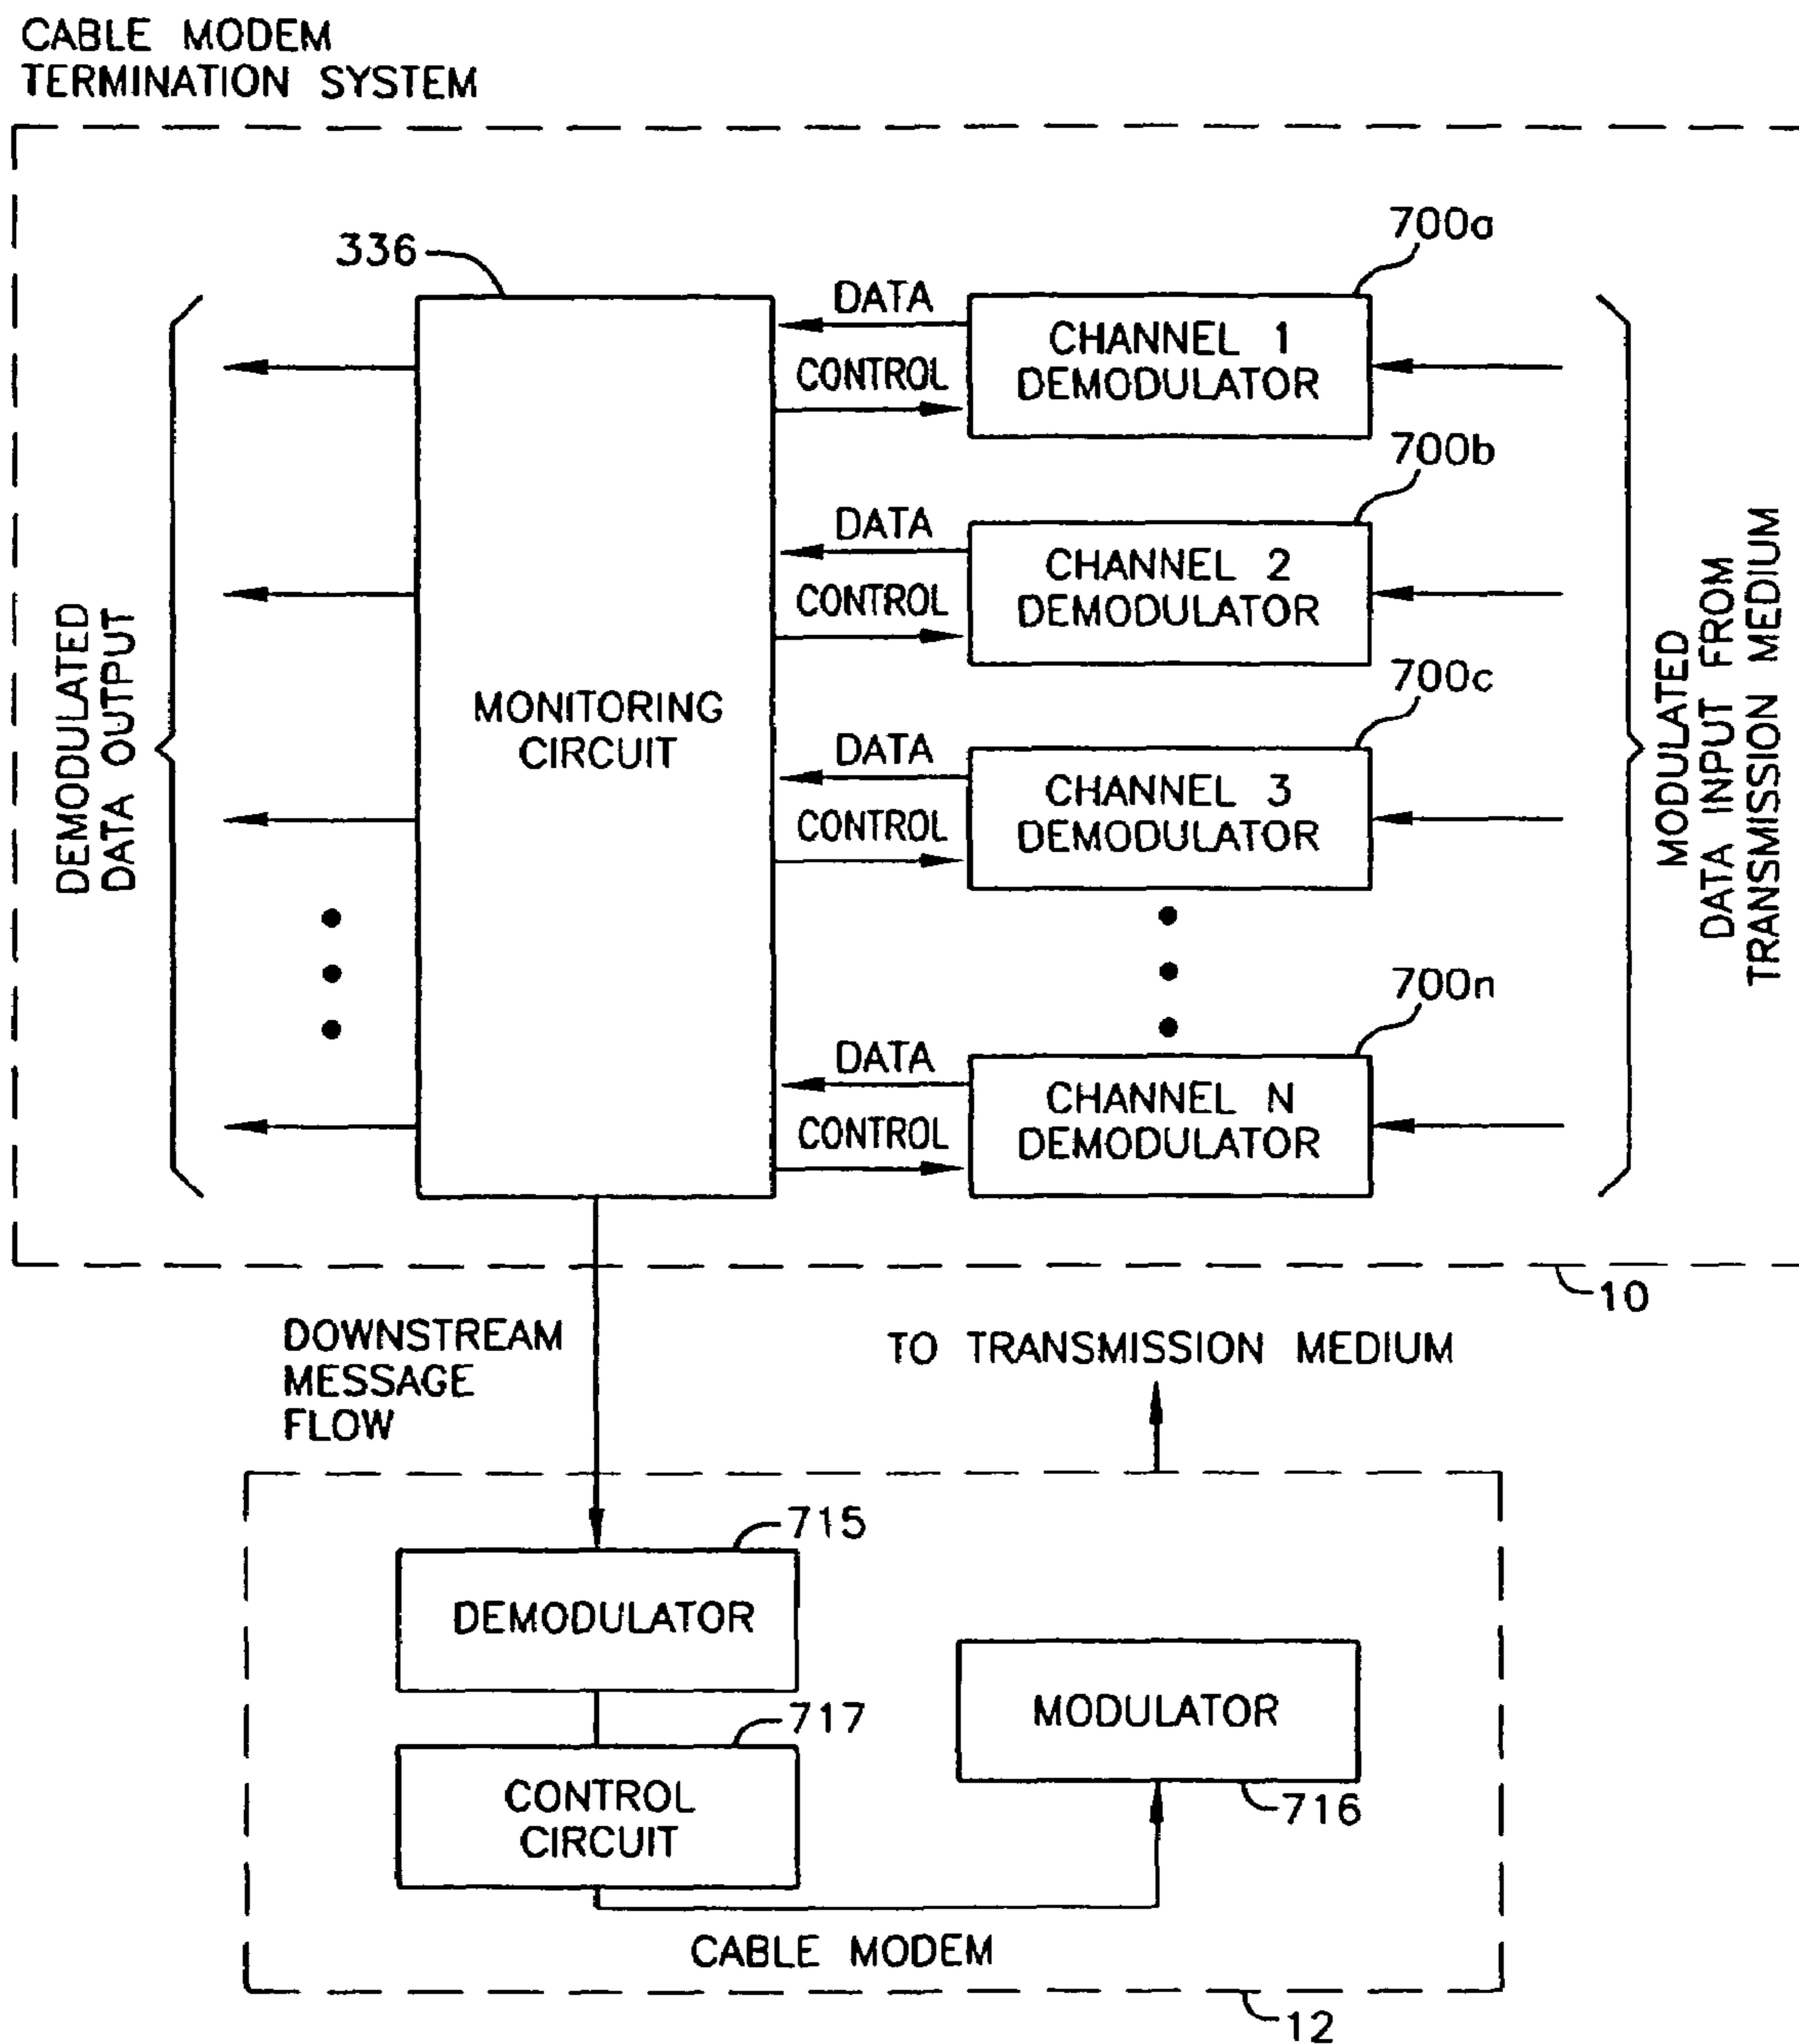 CABLE MODEM
TERMINATION SYSTEM
336
700a
DATA
CONTROL
CHANNEL 1
DEMODULATOR
700b
DATA
CONTROL
CHANNEL 2
DEMODULATOR
700c
DATA
CONTROL
CHANNEL 3
DEMODULATOR
700n
DATA
CONTROL
CHANNEL N
DEMODULATOR
MONITORING
CIRCUIT
DEMODULATED
DATA OUTPUT
MODULATED
DATA INPUT FROM
TRANSMISSION MEDIUM
10
DOWNSTREAM
MESSAGE
FLOW
TO TRANSMISSION MEDIUM
715
DEMODULATOR
717
CONTROL
CIRCUIT
MODULATOR
716
CABLE MODEM
12